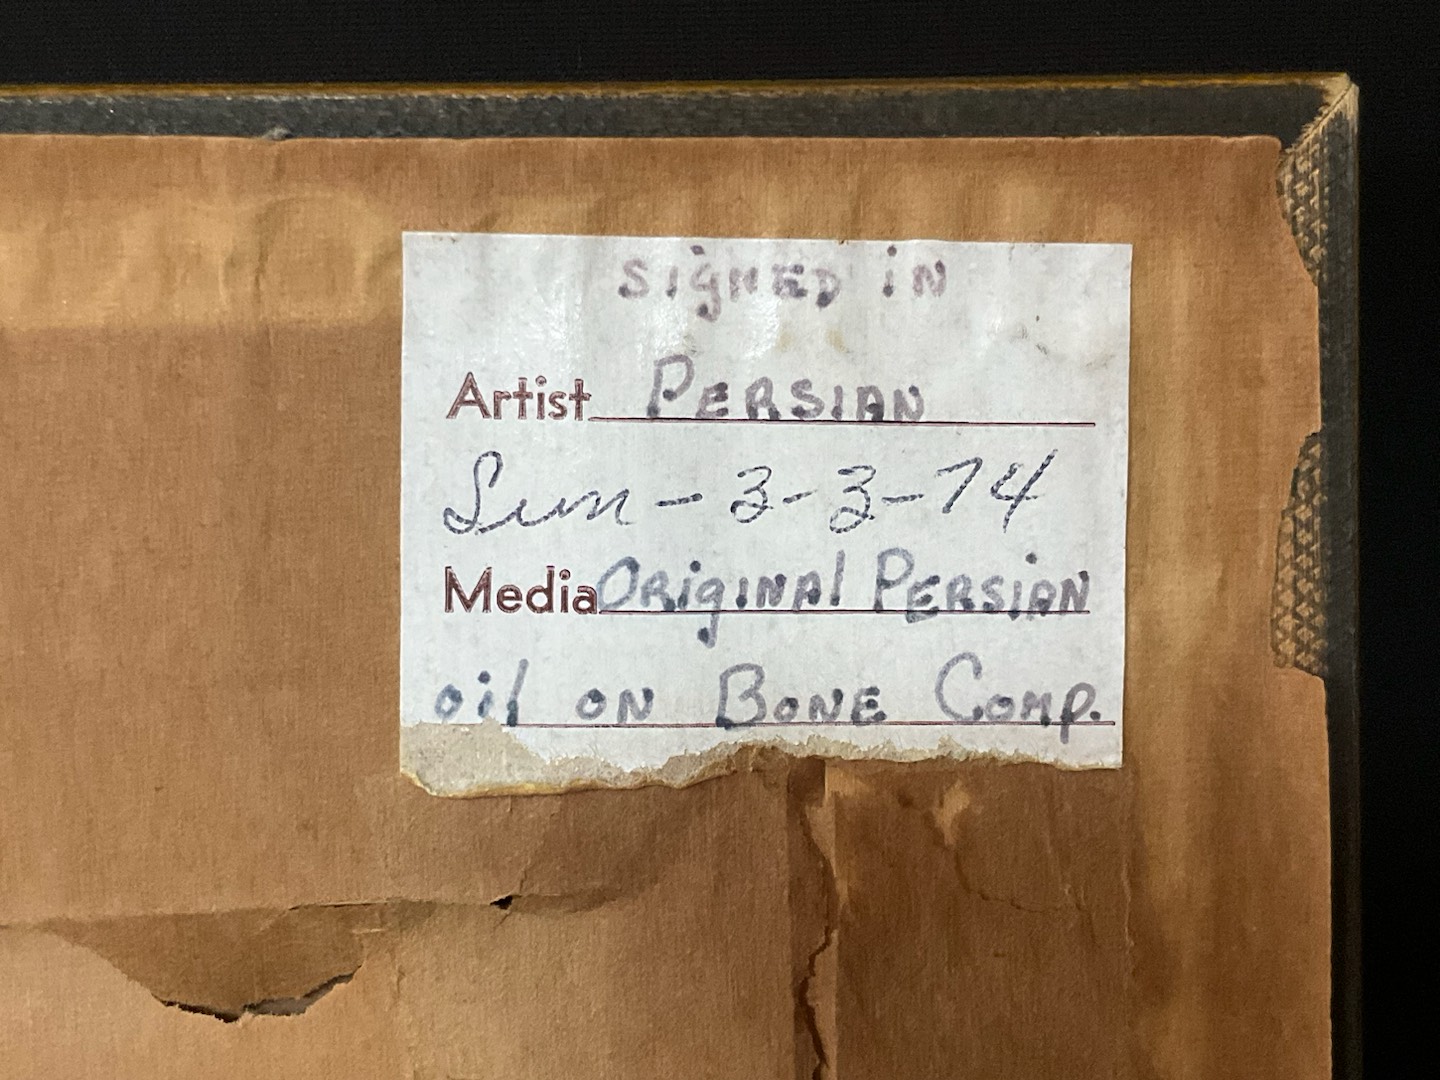 SigNED iN
Artist PERSIAN
Sun - 3-3-74
Media ORiginal PERSiAN
oil ON BONE COMP.